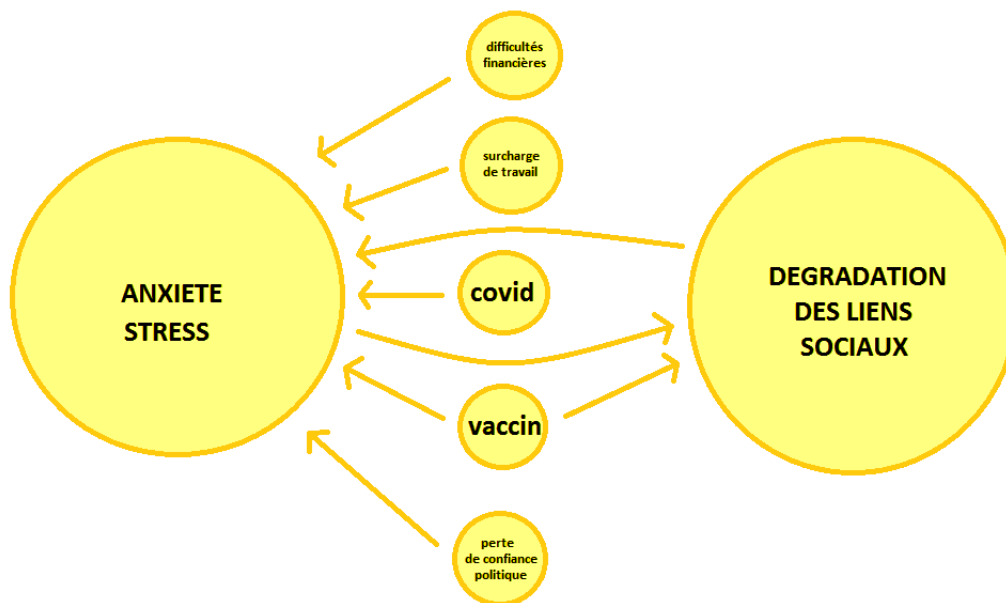 difficultés
financières
surcharge
de travail
ANXIETE
STRESS
covid
DEGRADATION
DES LIENS
SOCIAUX
vaccin
perte
de confiance
politique